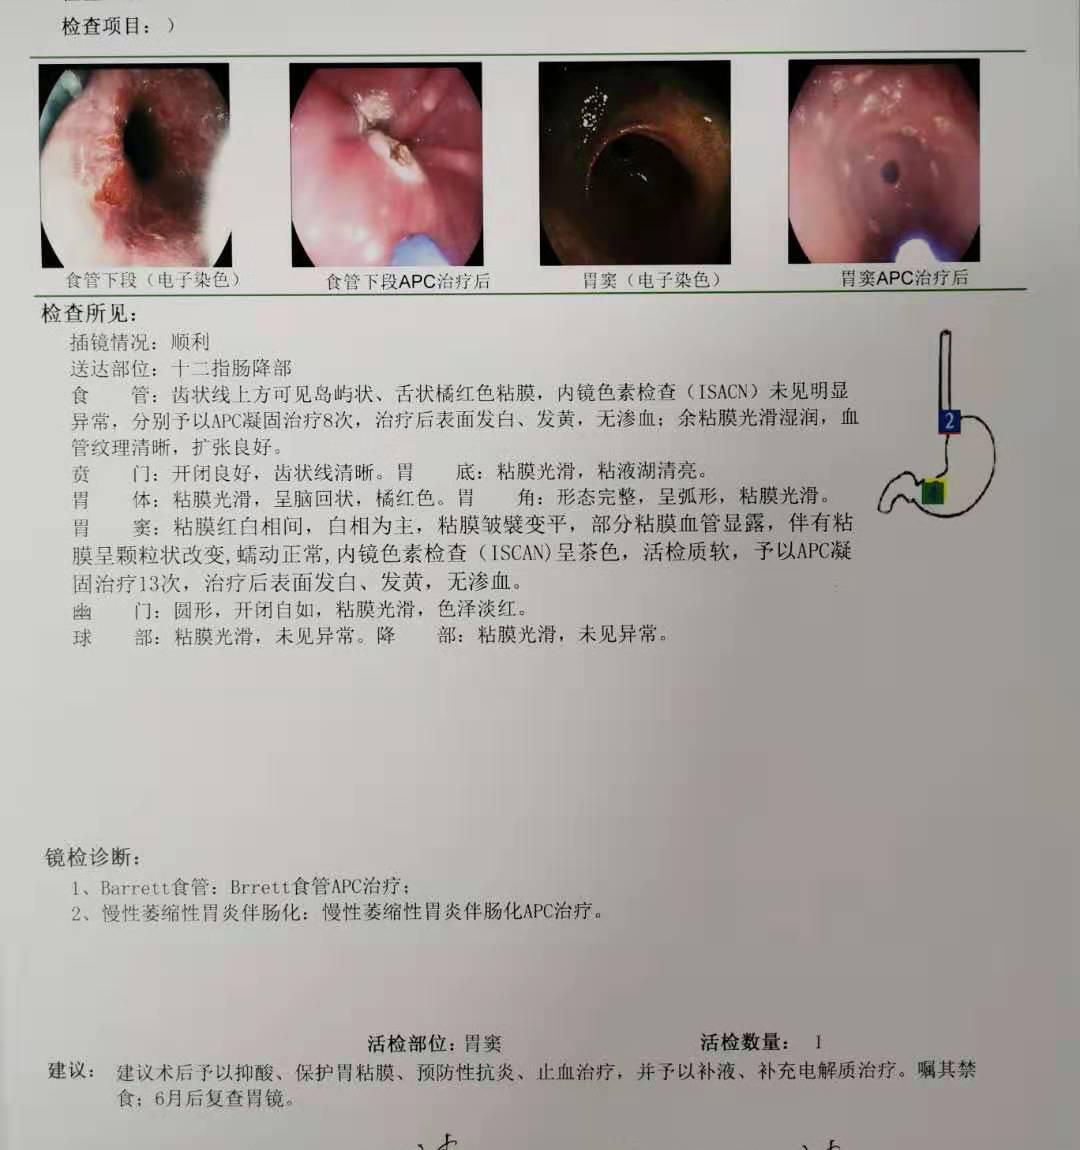 检查项目：）
食管下段（电子染色）
食管下段APC治疗后
胃窦（电子染色）
胃窦APC治疗后
检查所见：
插镜情况：顺利
送达部位：十二指肠降部
食 管：齿状线上方可见岛屿状、舌状橘红色粘膜，内镜色素检查（ISACN）未见明显
异常，分别予以APC凝固治疗8次，治疗后表面发白、发黄，无渗血；余粘膜光滑湿润，血
管纹理清晰，扩张良好。
贲 门：开闭良好，齿状线清晰。胃 底：粘膜光滑，粘液湖清亮。
胃 体：粘膜光滑，呈脑回状，橘红色。胃 角：形态完整，呈弧形，粘膜光滑。
胃 窦：粘膜红白相间，白相为主，粘膜皱襞变平，部分粘膜血管显露，伴有粘
膜呈颗粒状改变,蠕动正常,内镜色素检查（ISCAN)呈茶色，活检质软，予以APC凝
固治疗13次，治疗后表面发白、发黄，无渗血。
幽 门：圆形，开闭自如，粘膜光滑，色泽淡红。
球 部：粘膜光滑，未见异常。降 部：粘膜光滑，未见异常。
2
镜检诊断：
1、Barrett食管：Brrett食管APC治疗；
2、慢性萎缩性胃炎伴肠化：慢性萎缩性胃炎伴肠化APC治疗。
活检部位：胃窦 活检数量： 1
建议： 建议术后予以抑酸、保护胃粘膜、预防性抗炎、止血治疗，并予以补液、补充电解质治疗。嘱其禁
食；6月后复查胃镜。